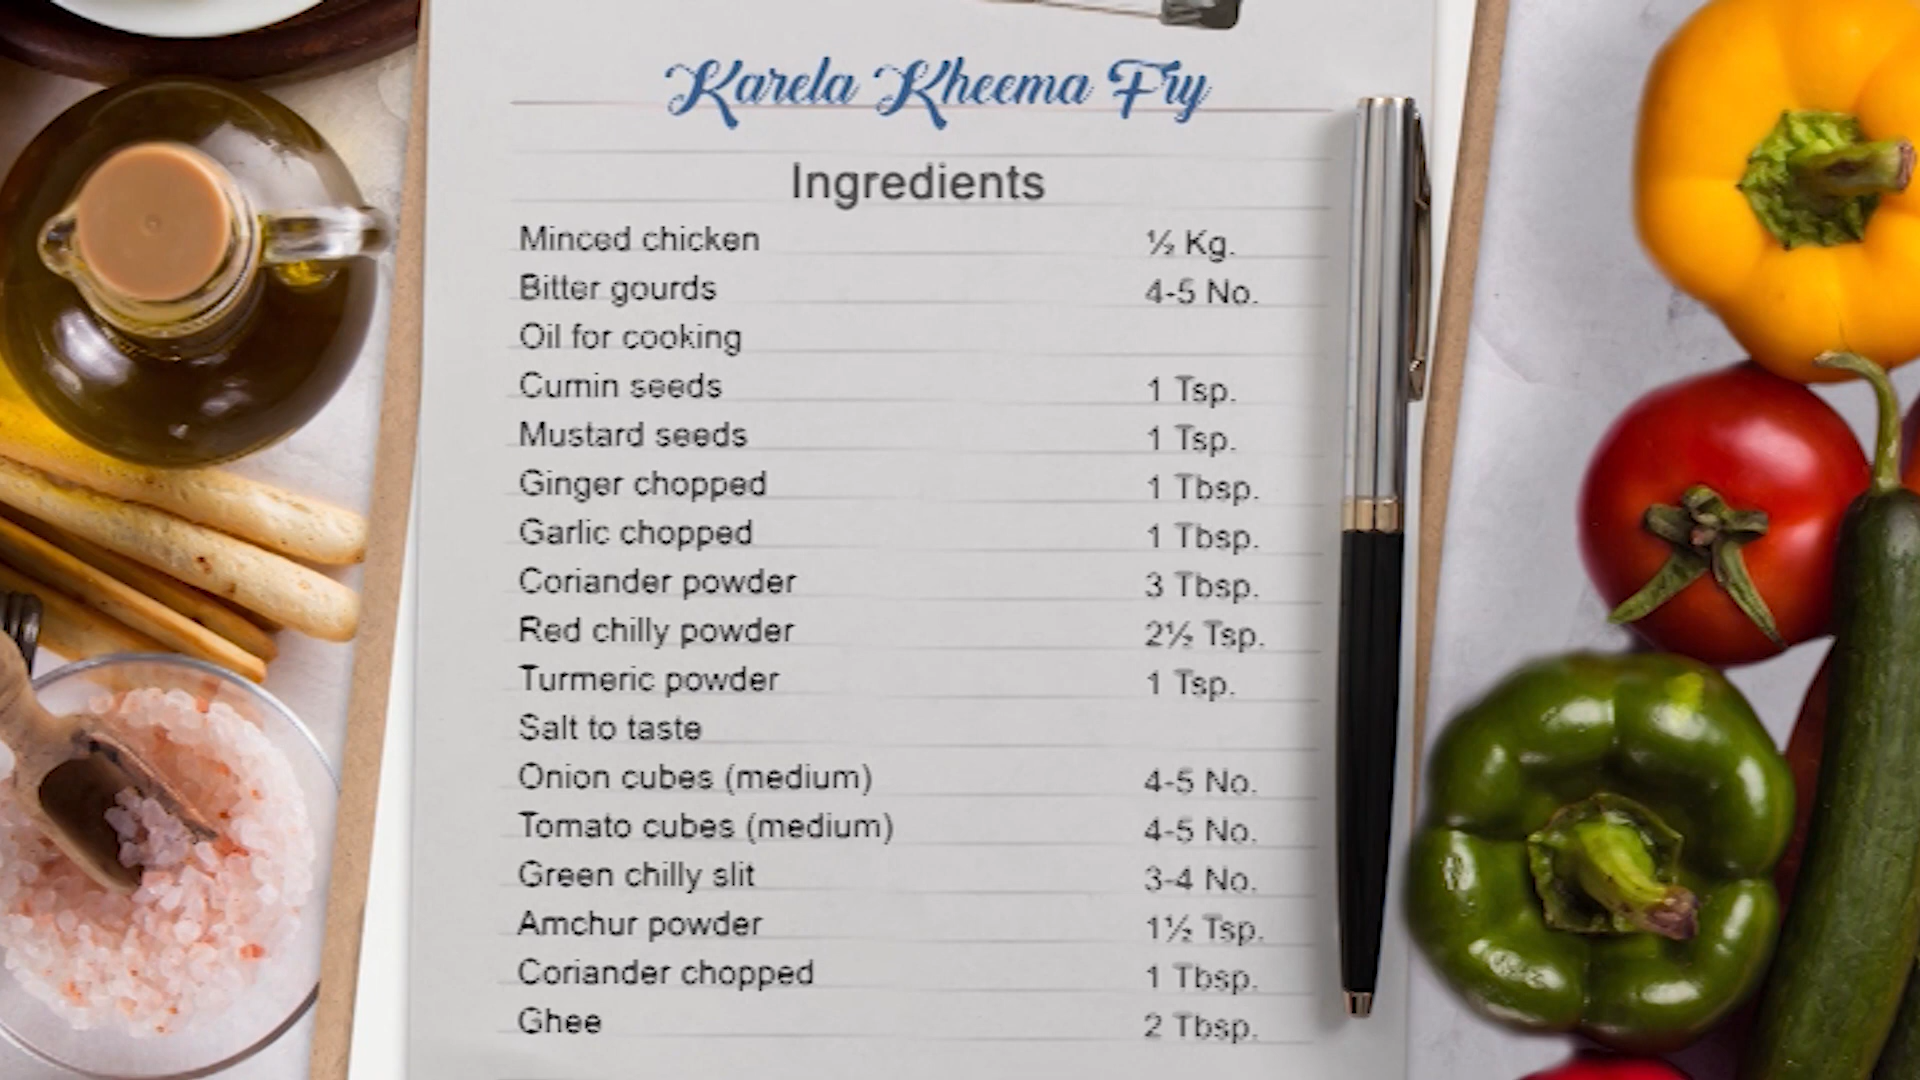 Karela Kheema Fry
Ingredients
Minced chicken ½ Kg.
Bitter gourds 4-5 No.
Oil for cooking
Cumin seeds 1 Tsp.
Mustard seeds 1 Tsp.
Ginger chopped 1 Tbsp.
Garlic chopped 1 Tbsp.
Coriander powder 3 Tbsp.
Red chilly powder 2½ Tsp.
Turmeric powder 1 Tsp.
Salt to taste
Onion cubes (medium) 4-5 No.
Tomato cubes (medium) 4-5 No.
Green chilly slit 3-4 No.
Amchur powder 1½ Tsp.
Coriander chopped 1 Tbsp.
Ghee 2 Tbsp.